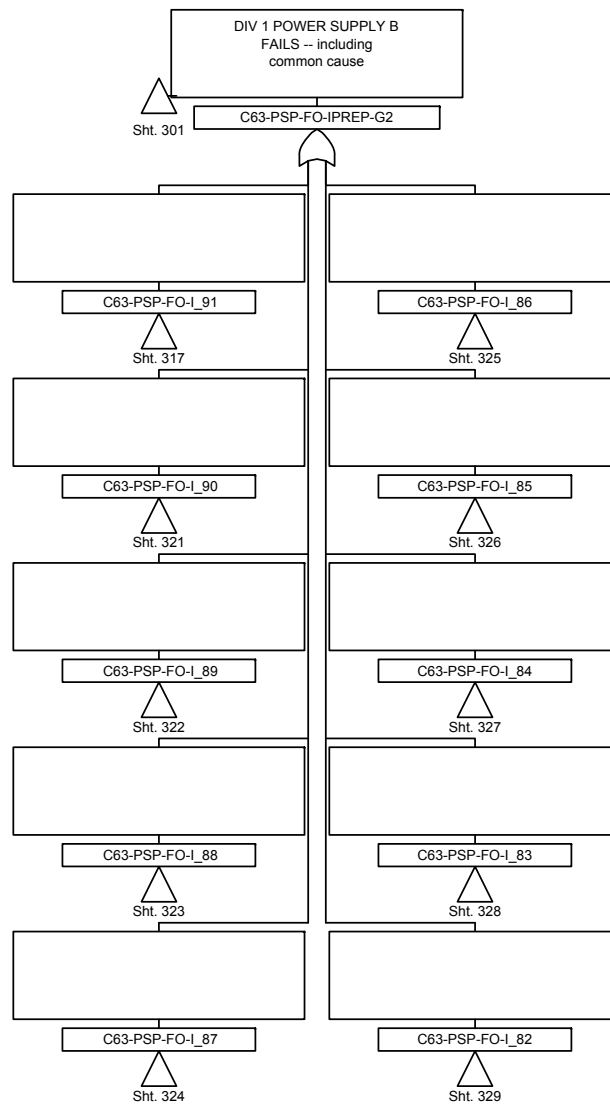 DIV 1 POWER SUPPLY B
FAILS -- including
common cause
Sht. 301
C63-PSP-FO-IPREP-G2
C63-PSP-FO-I_91
Sht. 317
C63-PSP-FO-I_86
Sht. 325
C63-PSP-FO-I_90
Sht. 321
C63-PSP-FO-I_85
Sht. 326
C63-PSP-FO-I_89
Sht. 322
C63-PSP-FO-I_84
Sht. 327
C63-PSP-FO-I_88
Sht. 323
C63-PSP-FO-I_83
Sht. 328
C63-PSP-FO-I_87
Sht. 324
C63-PSP-FO-I_82
Sht. 329